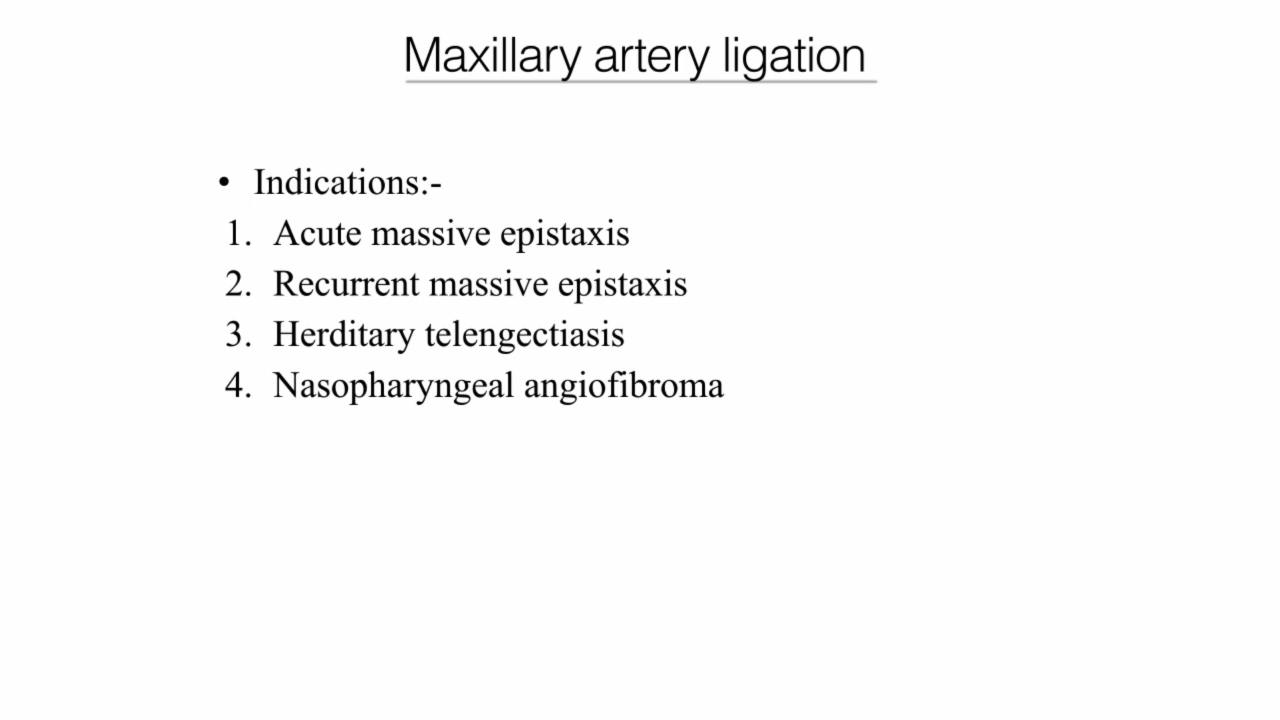 Maxillary artery ligation
• Indications:-
1. Acute massive epistaxis
2. Recurrent massive epistaxis
3. Herditary telengectiasis
4. Nasopharyngeal angiofibroma